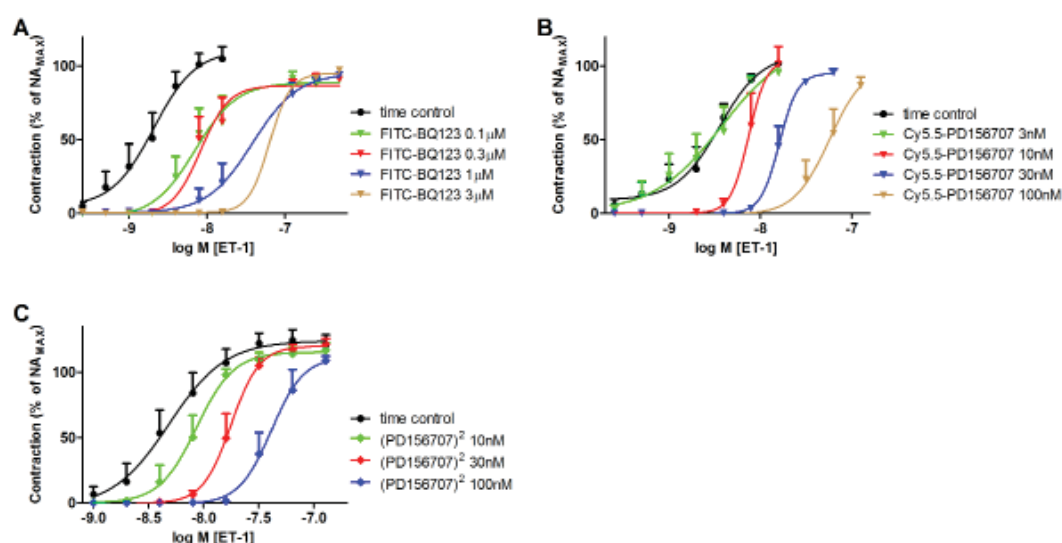 A
Contraction (% of NA_MAX)
100
50
0
-9
-8
-7
log M [ET-1]
time control
FITC-BQ123 0.1µM
FITC-BQ123 0.3µM
FITC-BQ123 1µM
FITC-BQ123 3µM
B
Contraction (% of NA_MAX)
100
50
0
-9
-8
-7
log M [ET-1]
time control
Cy5.5-PD156707 3nM
Cy5.5-PD156707 10nM
Cy5.5-PD156707 30nM
Cy5.5-PD156707 100nM
C
Contraction (% of NA_MAX)
100
50
0
-9.0
-8.5
-8.0
-7.5
-7.0
log M [ET-1]
time control
(PD156707)² 10nM
(PD156707)² 30nM
(PD156707)² 100nM